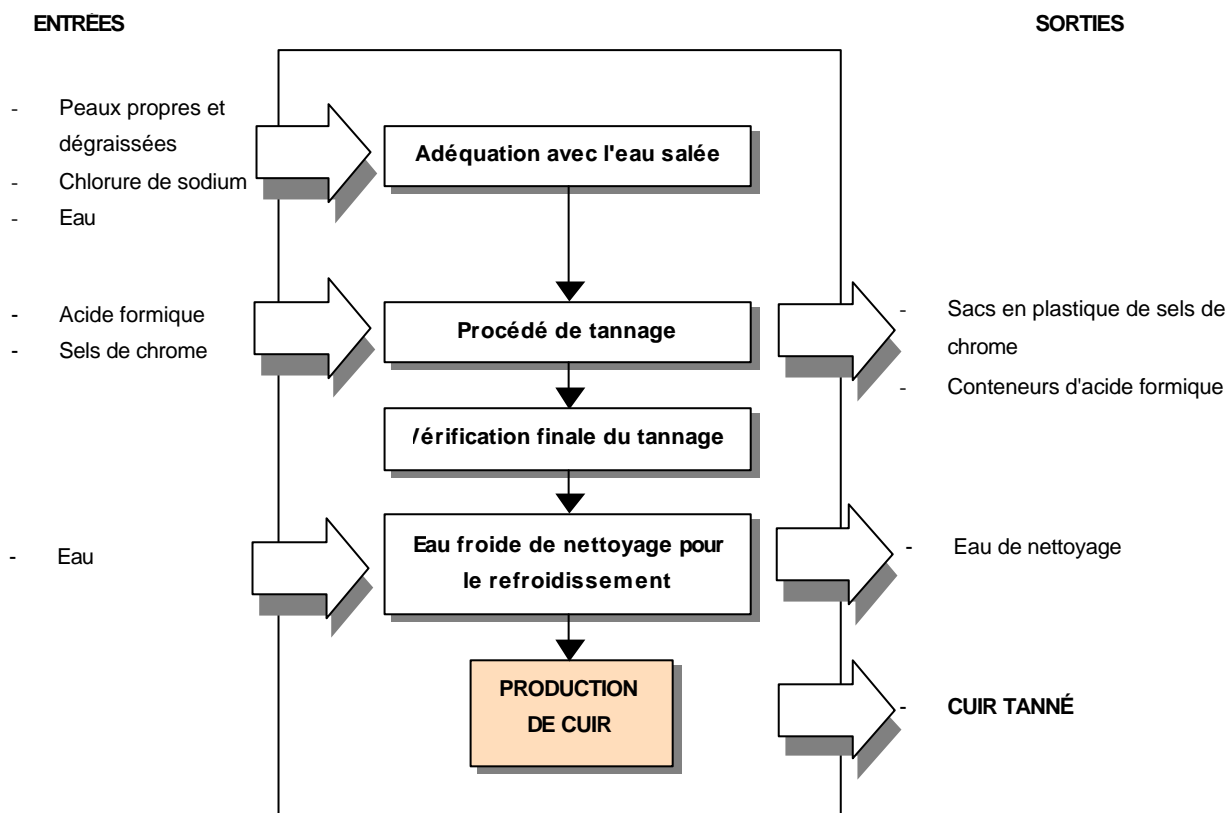 ENTRÉES
SORTIES
- Peaux propres et
dégraissées
- Chlorure de sodium
- Eau
Adéquation avec l'eau salée
- Acide formique
- Sels de chrome
Procédé de tannage
- Sacs en plastique de sels de
chrome
- Conteneurs d'acide formique
Vérification finale du tannage
- Eau
Eau froide de nettoyage pour
le refroidissement
- Eau de nettoyage
PRODUCTION
DE CUIR
- CUIR TANNÉ